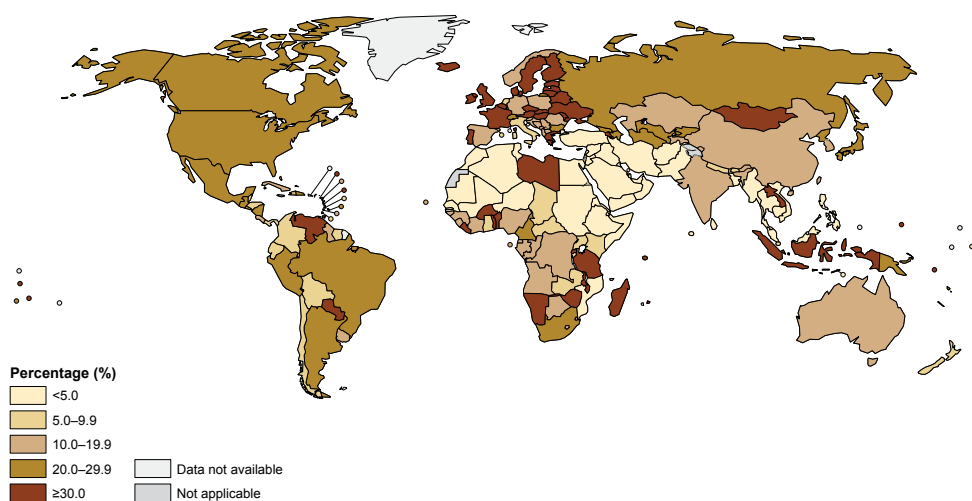 Percentage (%)
<5.0
5.0–9.9
10.0–19.9
20.0–29.9
≥30.0
Data not available
Not applicable